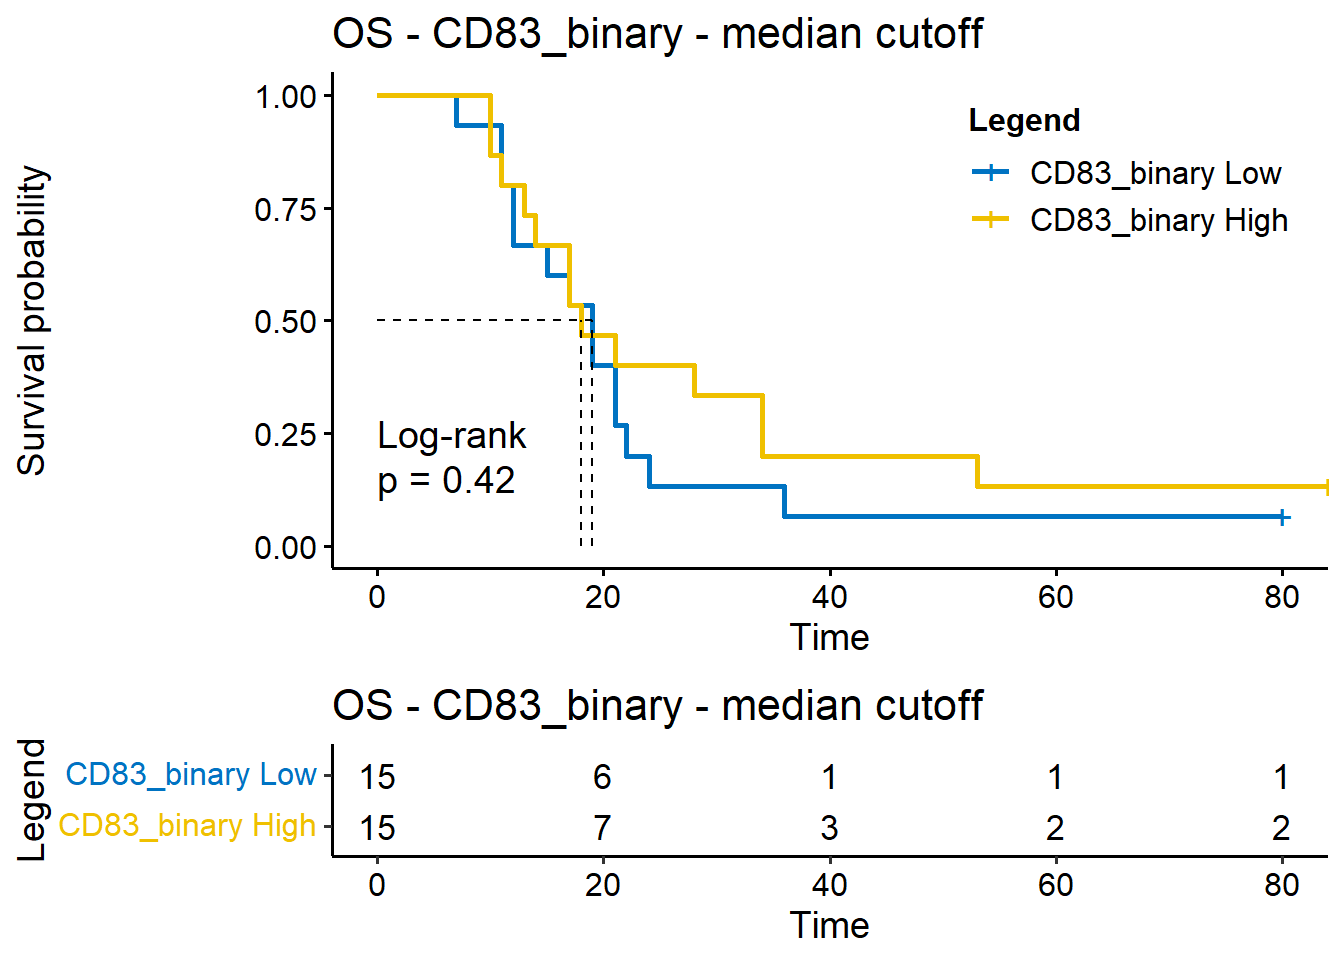 OS - CD83_binary - median cutoff
Survival probability
1.00
0.75
0.50
0.25
0.00
Legend
CD83_binary Low
CD83_binary High
Log-rank
p = 0.42
0 20 40 60 80
Time
OS - CD83_binary - median cutoff
Legend
CD83_binary Low 15 6 1 1 1
CD83_binary High 15 7 3 2 2
0 20 40 60 80
Time